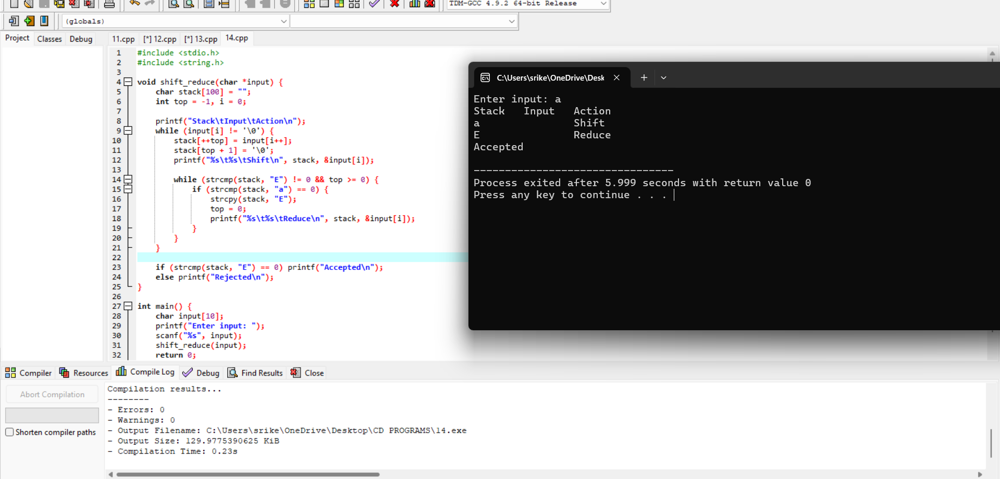 TDM-GCC 4.9.2 64-bit Release
(globals)
Project Classes Debug 11.cpp [*] 12.cpp [*] 13.cpp 14.cpp
1 #include <stdio.h>
2 #include <string.h>
3
4 void shift_reduce(char *input) {
5 char stack[100] = "";
6 int top = -1, i = 0;
7
8 printf("Stack\tInput\tAction\n");
9 while (input[i] != '\0') {
10 stack[++top] = input[i++];
11 stack[top + 1] = '\0';
12 printf("%s\t%s\tShift\n", stack, &input[i]);
13
14 while (strcmp(stack, "E") != 0 && top >= 0) {
15 if (strcmp(stack, "a") == 0) {
16 strcpy(stack, "E");
17 top = 0;
18 printf("%s\t%s\tReduce\n", stack, &input[i]);
19 }
20 }
21 }
22
23 if (strcmp(stack, "E") == 0) printf("Accepted\n");
24 else printf("Rejected\n");
25 }
26
27 int main() {
28 char input[10];
29 printf("Enter input: ");
30 scanf("%s", input);
31 shift_reduce(input);
32 return 0;
C:\Users\srike\OneDrive\Desk
Enter input: a
Stack Input Action
a Shift
E Reduce
Accepted
--------------------------------
Process exited after 5.999 seconds with return value 0
Press any key to continue . . .
Compiler Resources Compile Log Debug Find Results Close
Abort Compilation
Shorten compiler paths
Compilation results...
--------
- Errors: 0
- Warnings: 0
- Output Filename: C:\Users\srike\OneDrive\Desktop\CD PROGRAMS\14.exe
- Output Size: 129.9775390625 KiB
- Compilation Time: 0.23s